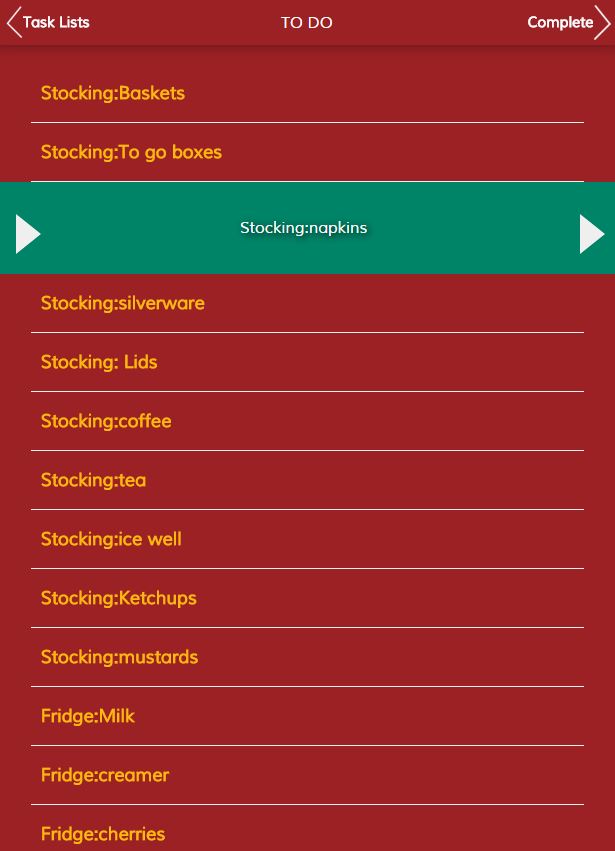 Task Lists TO DO Complete
Stocking:Baskets
Stocking:To go boxes
Stocking:napkins
Stocking:silverware
Stocking: Lids
Stocking:coffee
Stocking:tea
Stocking:ice well
Stocking:Ketchups
Stocking:mustards
Fridge:Milk
Fridge:creamer
Fridge:cherries